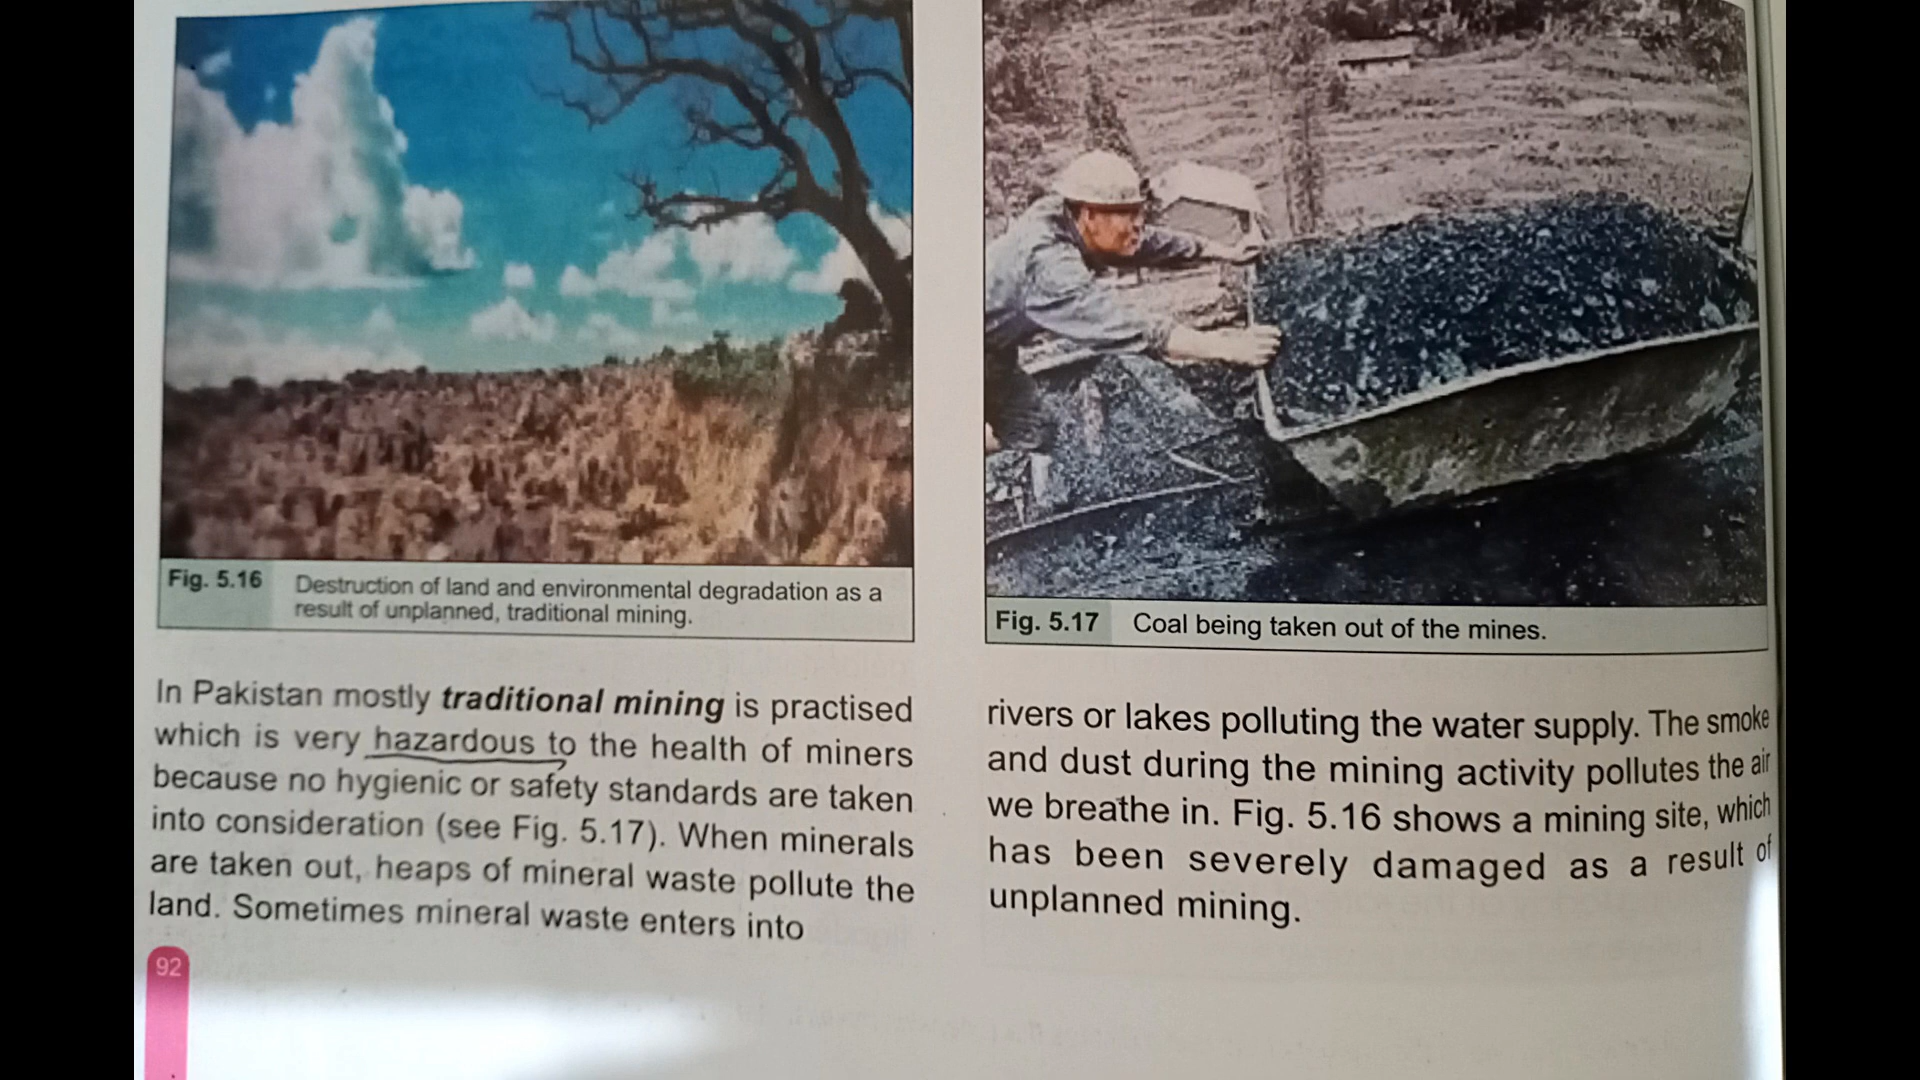 Fig. 5.16 Destruction of land and environmental degradation as a
result of unplanned, traditional mining.
In Pakistan mostly traditional mining is practised
which is very hazardous to the health of miners
because no hygienic or safety standards are taken
into consideration (see Fig. 5.17). When minerals
are taken out, heaps of mineral waste pollute the
land. Sometimes mineral waste enters into
92
Fig. 5.17 Coal being taken out of the mines.
rivers or lakes polluting the water supply. The smoke
and dust during the mining activity pollutes the air
we breathe in. Fig. 5.16 shows a mining site, which
has been severely damaged as a result of
unplanned mining.